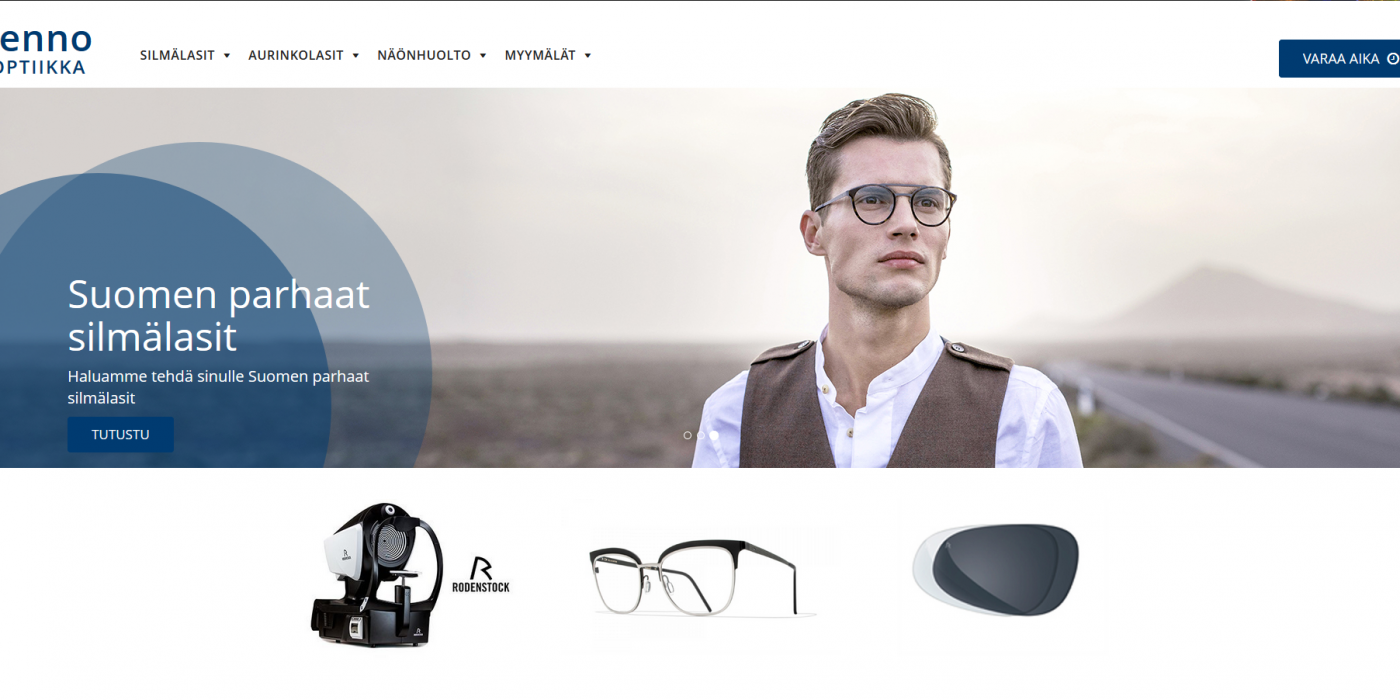 enno
OPTIIKKA
SILMÄLASIT
AURINKOLASIT
NÄÖNHUOLTO
MYYMÄLÄT
VARAA AIKA
Suomen parhaat
silmälasit
Haluamme tehdä sinulle Suomen parhaat
silmälasit
TUTUSTU
RODENSTOCK